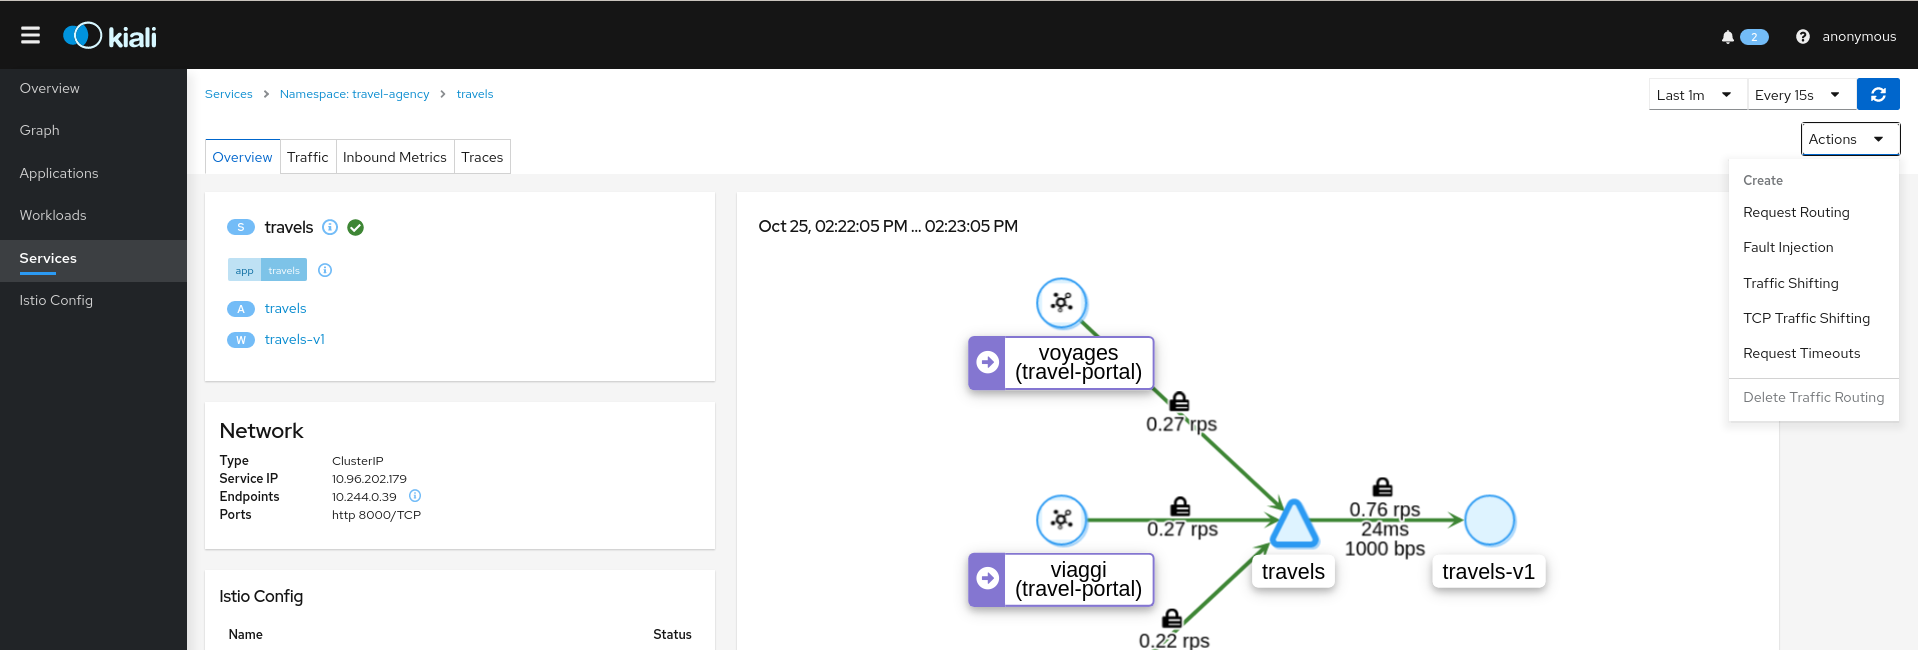 kiali
2
anonymous
Overview
Graph
Applications
Workloads
Services
Istio Config
Services > Namespace: travel-agency > travels
Last 1m
Every 15s
Actions
Overview
Traffic
Inbound Metrics
Traces
Create
Request Routing
Fault Injection
Traffic Shifting
TCP Traffic Shifting
Request Timeouts
Delete Traffic Routing
S travels
app travels
A travels
W travels-v1
Network
Type ClusterIP
Service IP 10.96.202.179
Endpoints 10.244.0.39
Ports http 8000/TCP
Istio Config
Name Status
Oct 25, 02:22:05 PM ... 02:23:05 PM
voyages
(travel-portal)
0.27 rps
0.27 rps
viaggi
(travel-portal)
0.22 rps
travels
0.76 rps
24ms
1000 bps
travels-v1